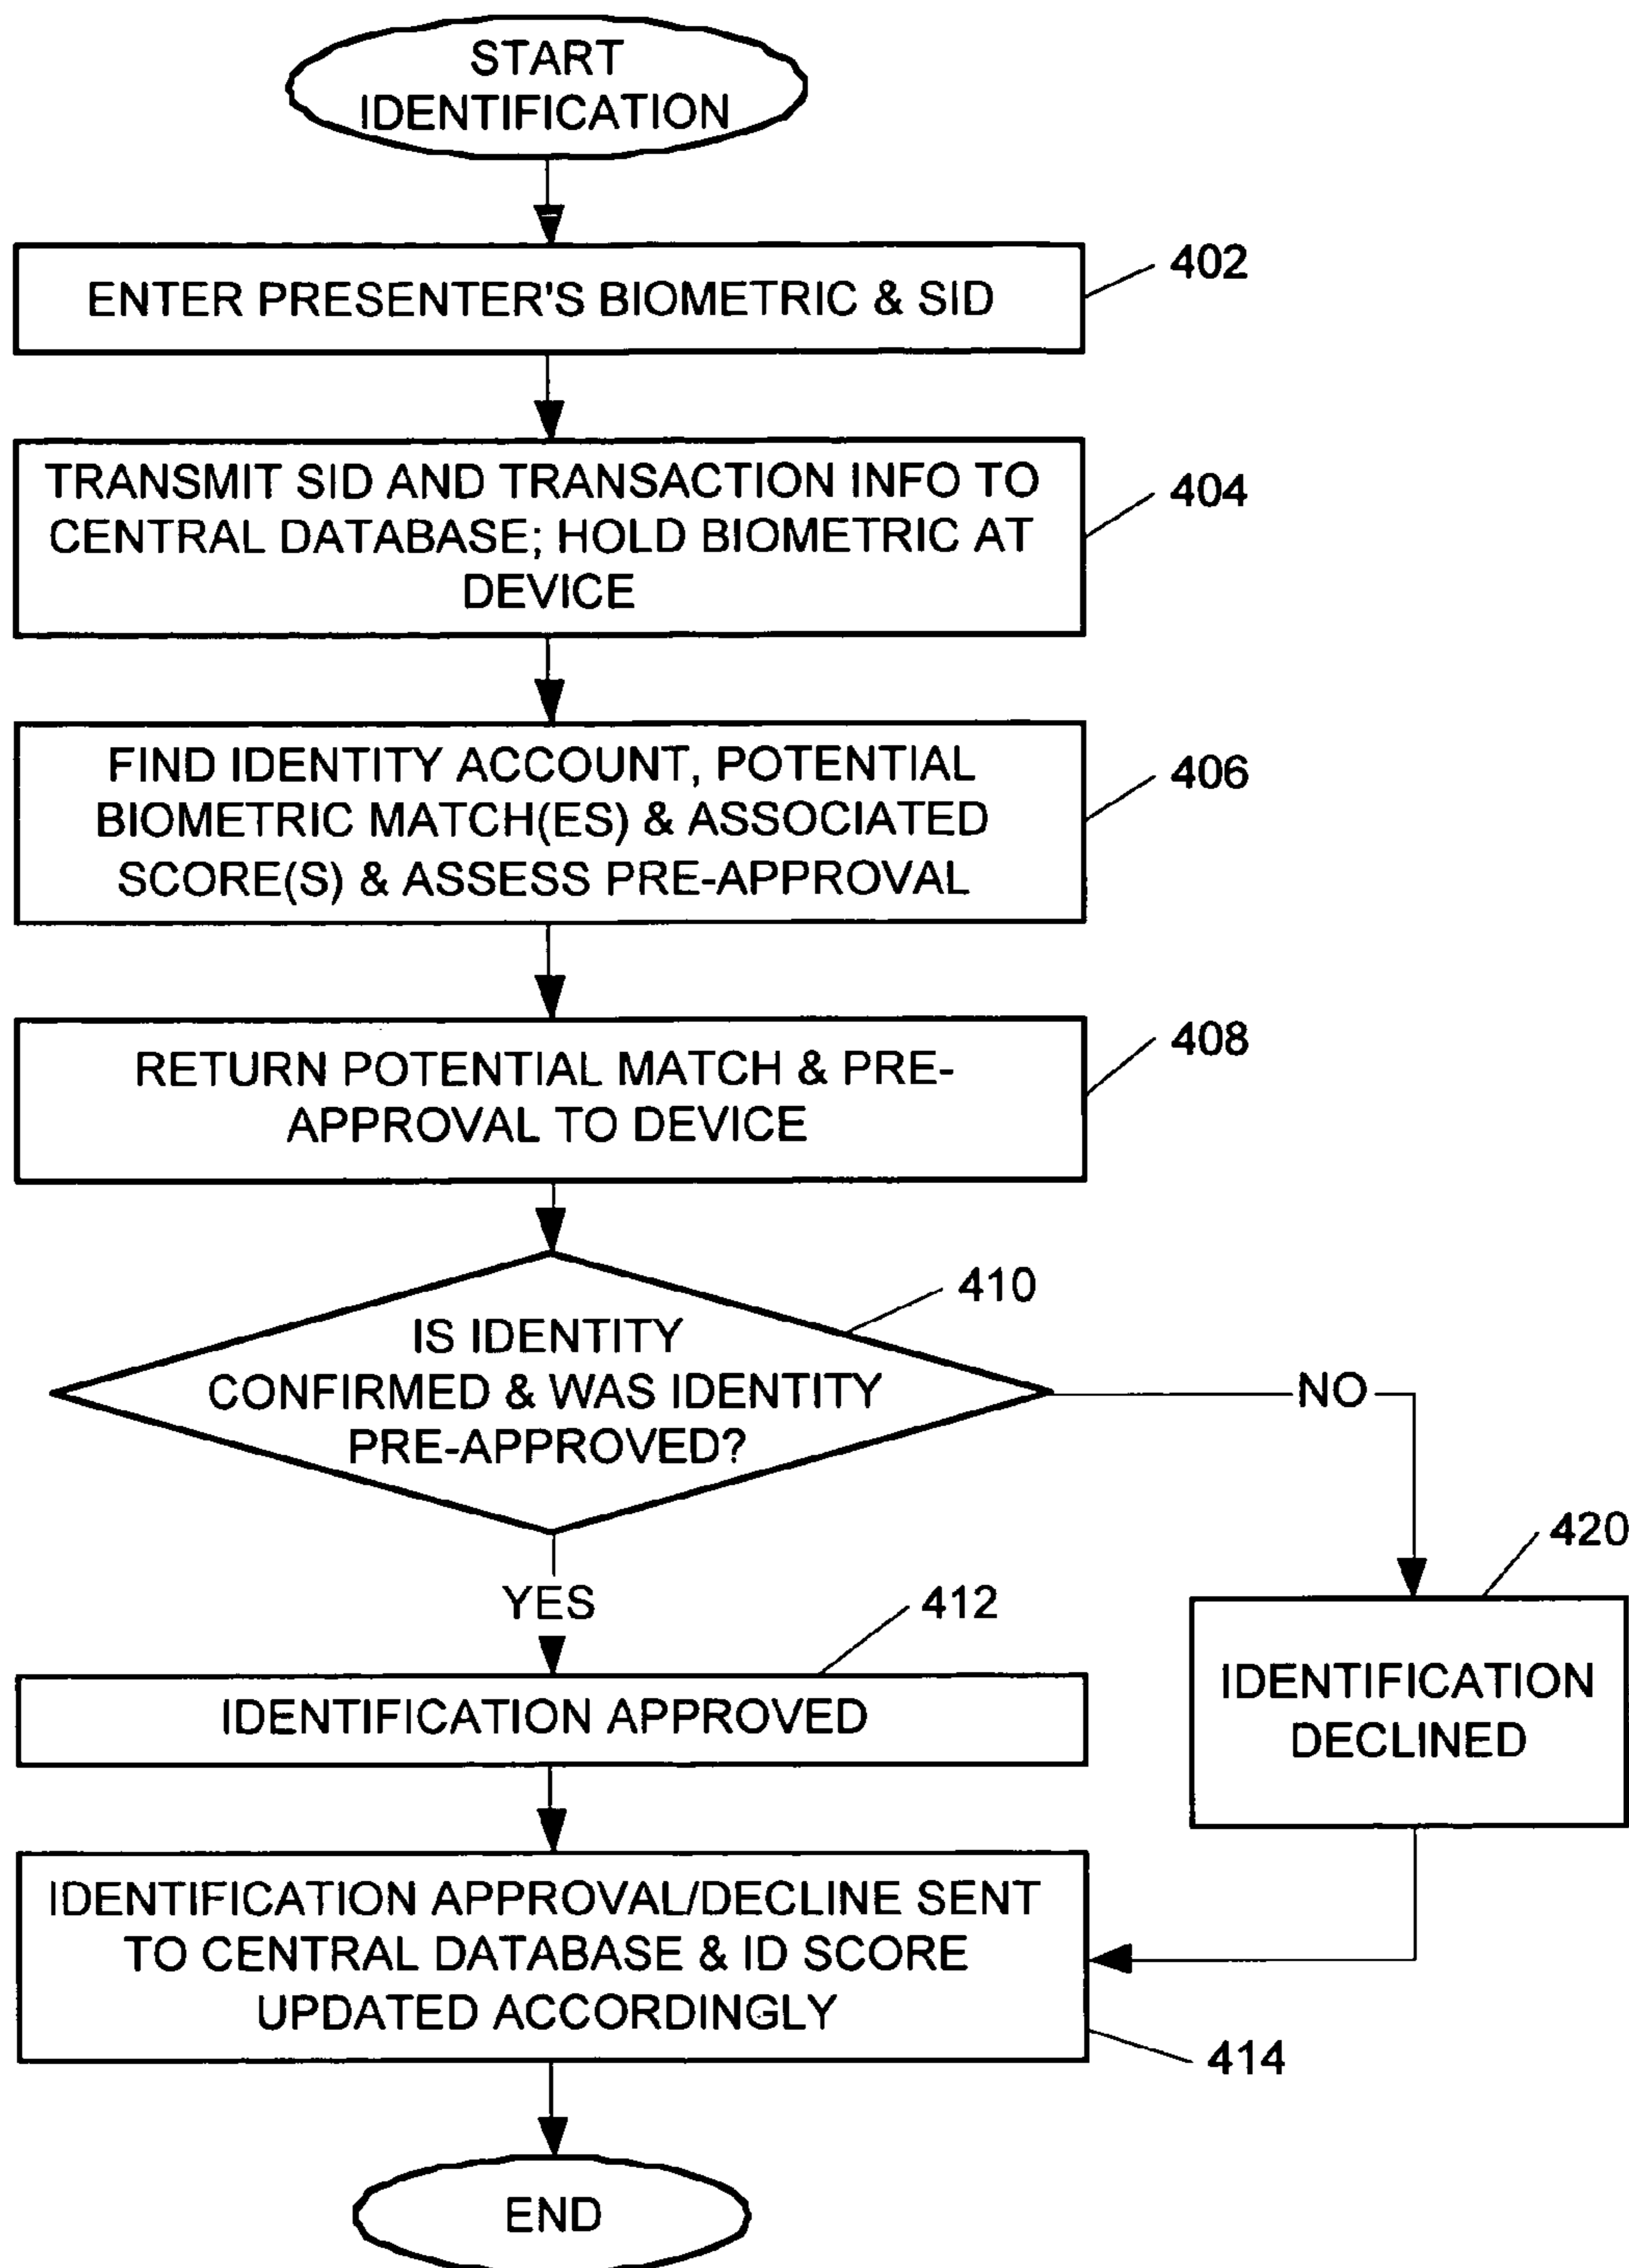 START
IDENTIFICATION
ENTER PRESENTER'S BIOMETRIC & SID
402
TRANSMIT SID AND TRANSACTION INFO TO
CENTRAL DATABASE; HOLD BIOMETRIC AT
DEVICE
404
FIND IDENTITY ACCOUNT, POTENTIAL
BIOMETRIC MATCH(ES) & ASSOCIATED
SCORE(S) & ASSESS PRE-APPROVAL
406
RETURN POTENTIAL MATCH & PRE-
APPROVAL TO DEVICE
408
IS IDENTITY
CONFIRMED & WAS IDENTITY
PRE-APPROVED?
410
NO
YES
412
420
IDENTIFICATION APPROVED
IDENTIFICATION
DECLINED
IDENTIFICATION APPROVAL/DECLINE SENT
TO CENTRAL DATABASE & ID SCORE
UPDATED ACCORDINGLY
414
END